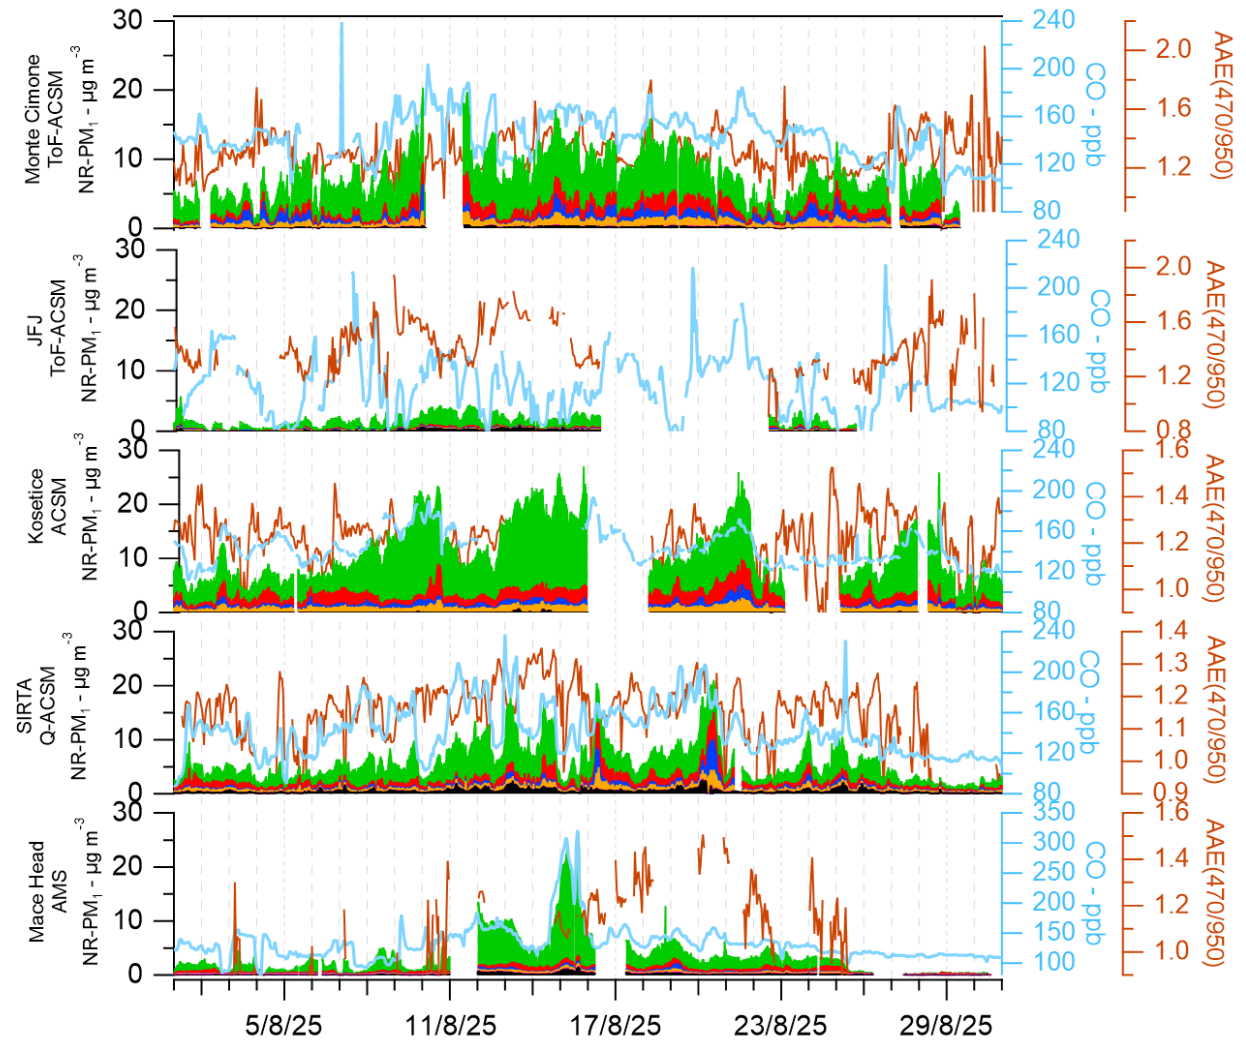 Monte Cimone
ToF-ACSM
NR-PM1 - µg m-3
30
20
10
0
240
200
160
120
80
CO - ppb
2.0
1.6
1.2
AAE(470/950)
JFJ
ToF-ACSM
NR-PM1 - µg m-3
30
20
10
0
240
200
160
120
80
CO - ppb
2.0
1.6
1.2
0.8
AAE(470/950)
Kosetice
ACSM
NR-PM1 - µg m-3
30
20
10
0
240
200
160
120
80
CO - ppb
1.6
1.4
1.2
1.0
AAE(470/950)
SIRTA
Q-ACSM
NR-PM1 - µg m-3
30
20
10
0
240
200
160
120
80
CO - ppb
1.4
1.3
1.2
1.1
1.0
0.9
AAE(470/950)
Mace Head
AMS
NR-PM1 - µg m-3
30
20
10
0
350
300
250
200
150
100
CO - ppb
1.6
1.4
1.2
1.0
AAE(470/950)
5/8/25
11/8/25
17/8/25
23/8/25
29/8/25